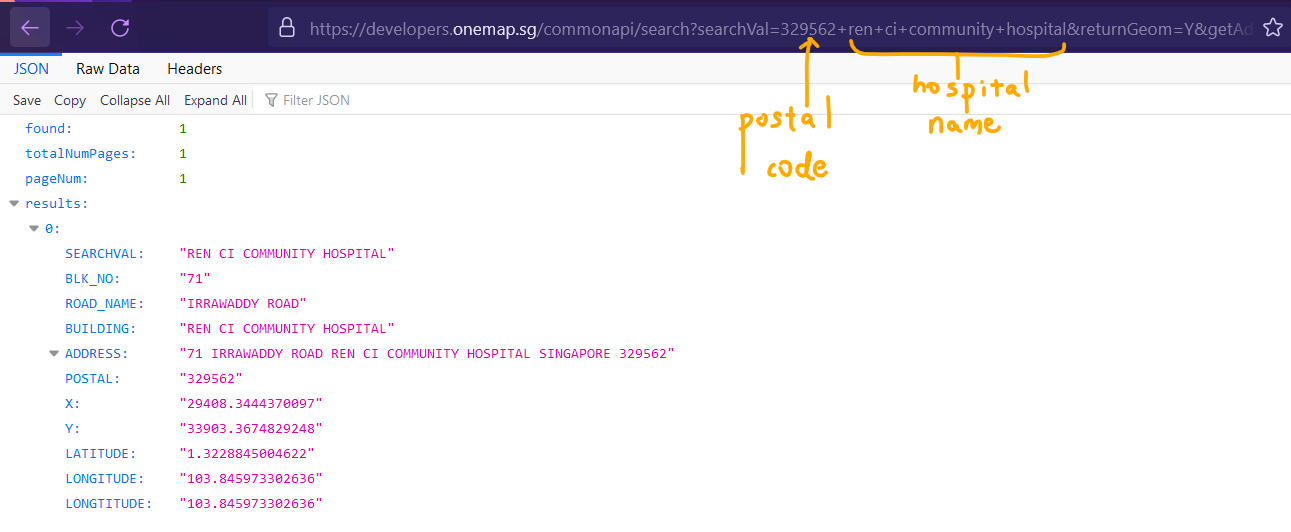 https://developers.onemap.sg/commonapi/search?searchVal=329562+ren+ci+community+hospital&returnGeom=Y&getAd
JSON Raw Data Headers
Save Copy Collapse All Expand All Filter JSON
hospital
name
postal
code
found: 1
totalNumPages: 1
pageNum: 1
results:
0:
SEARCHVAL: "REN CI COMMUNITY HOSPITAL"
BLK_NO: "71"
ROAD_NAME: "IRRAWADDY ROAD"
BUILDING: "REN CI COMMUNITY HOSPITAL"
ADDRESS: "71 IRRAWADDY ROAD REN CI COMMUNITY HOSPITAL SINGAPORE 329562"
POSTAL: "329562"
X: "29408.3444370097"
Y: "33903.3674829248"
LATITUDE: "1.3228845004622"
LONGITUDE: "103.845973302636"
LONGTITUDE: "103.845973302636"